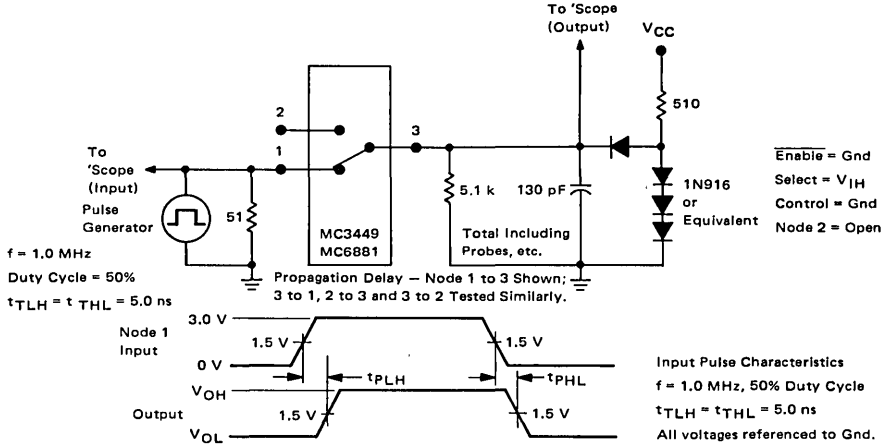 To 'Scope
(Output)
VCC
510
2
1
3
To
'Scope
(Input)
Pulse
Generator
51
5.1 k
130 pF
1N916
or
Equivalent
Enable = Gnd
Select = VIH
Control = Gnd
Node 2 = Open
MC3449
MC6881
Total Including
Probes, etc.
f = 1.0 MHz
Duty Cycle = 50%
tTLH = t THL = 5.0 ns
Propagation Delay — Node 1 to 3 Shown;
3 to 1, 2 to 3 and 3 to 2 Tested Similarly.
Node 1
Input
3.0 V
1.5 V
1.5 V
0 V
tPLH
tPHL
Output
VOH
1.5 V
1.5 V
VOL
Input Pulse Characteristics
f = 1.0 MHz, 50% Duty Cycle
tTLH = tTHL = 5.0 ns
All voltages referenced to Gnd.